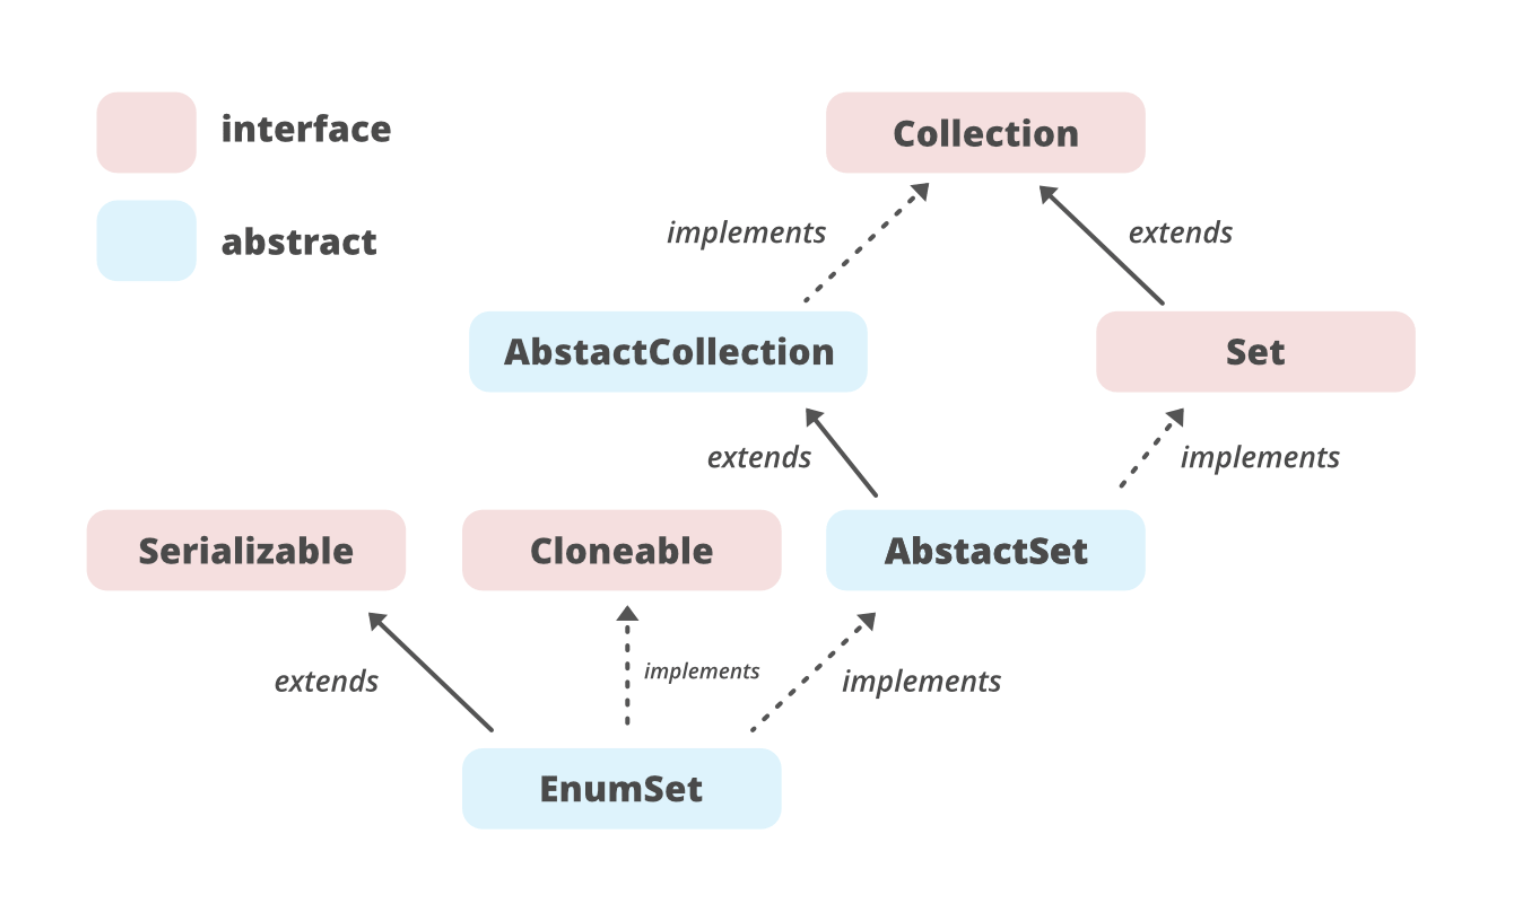 interface
Collection
abstract
implements
extends
AbstactCollection
Set
extends
implements
Serializable
Cloneable
AbstactSet
extends
implements
implements
EnumSet